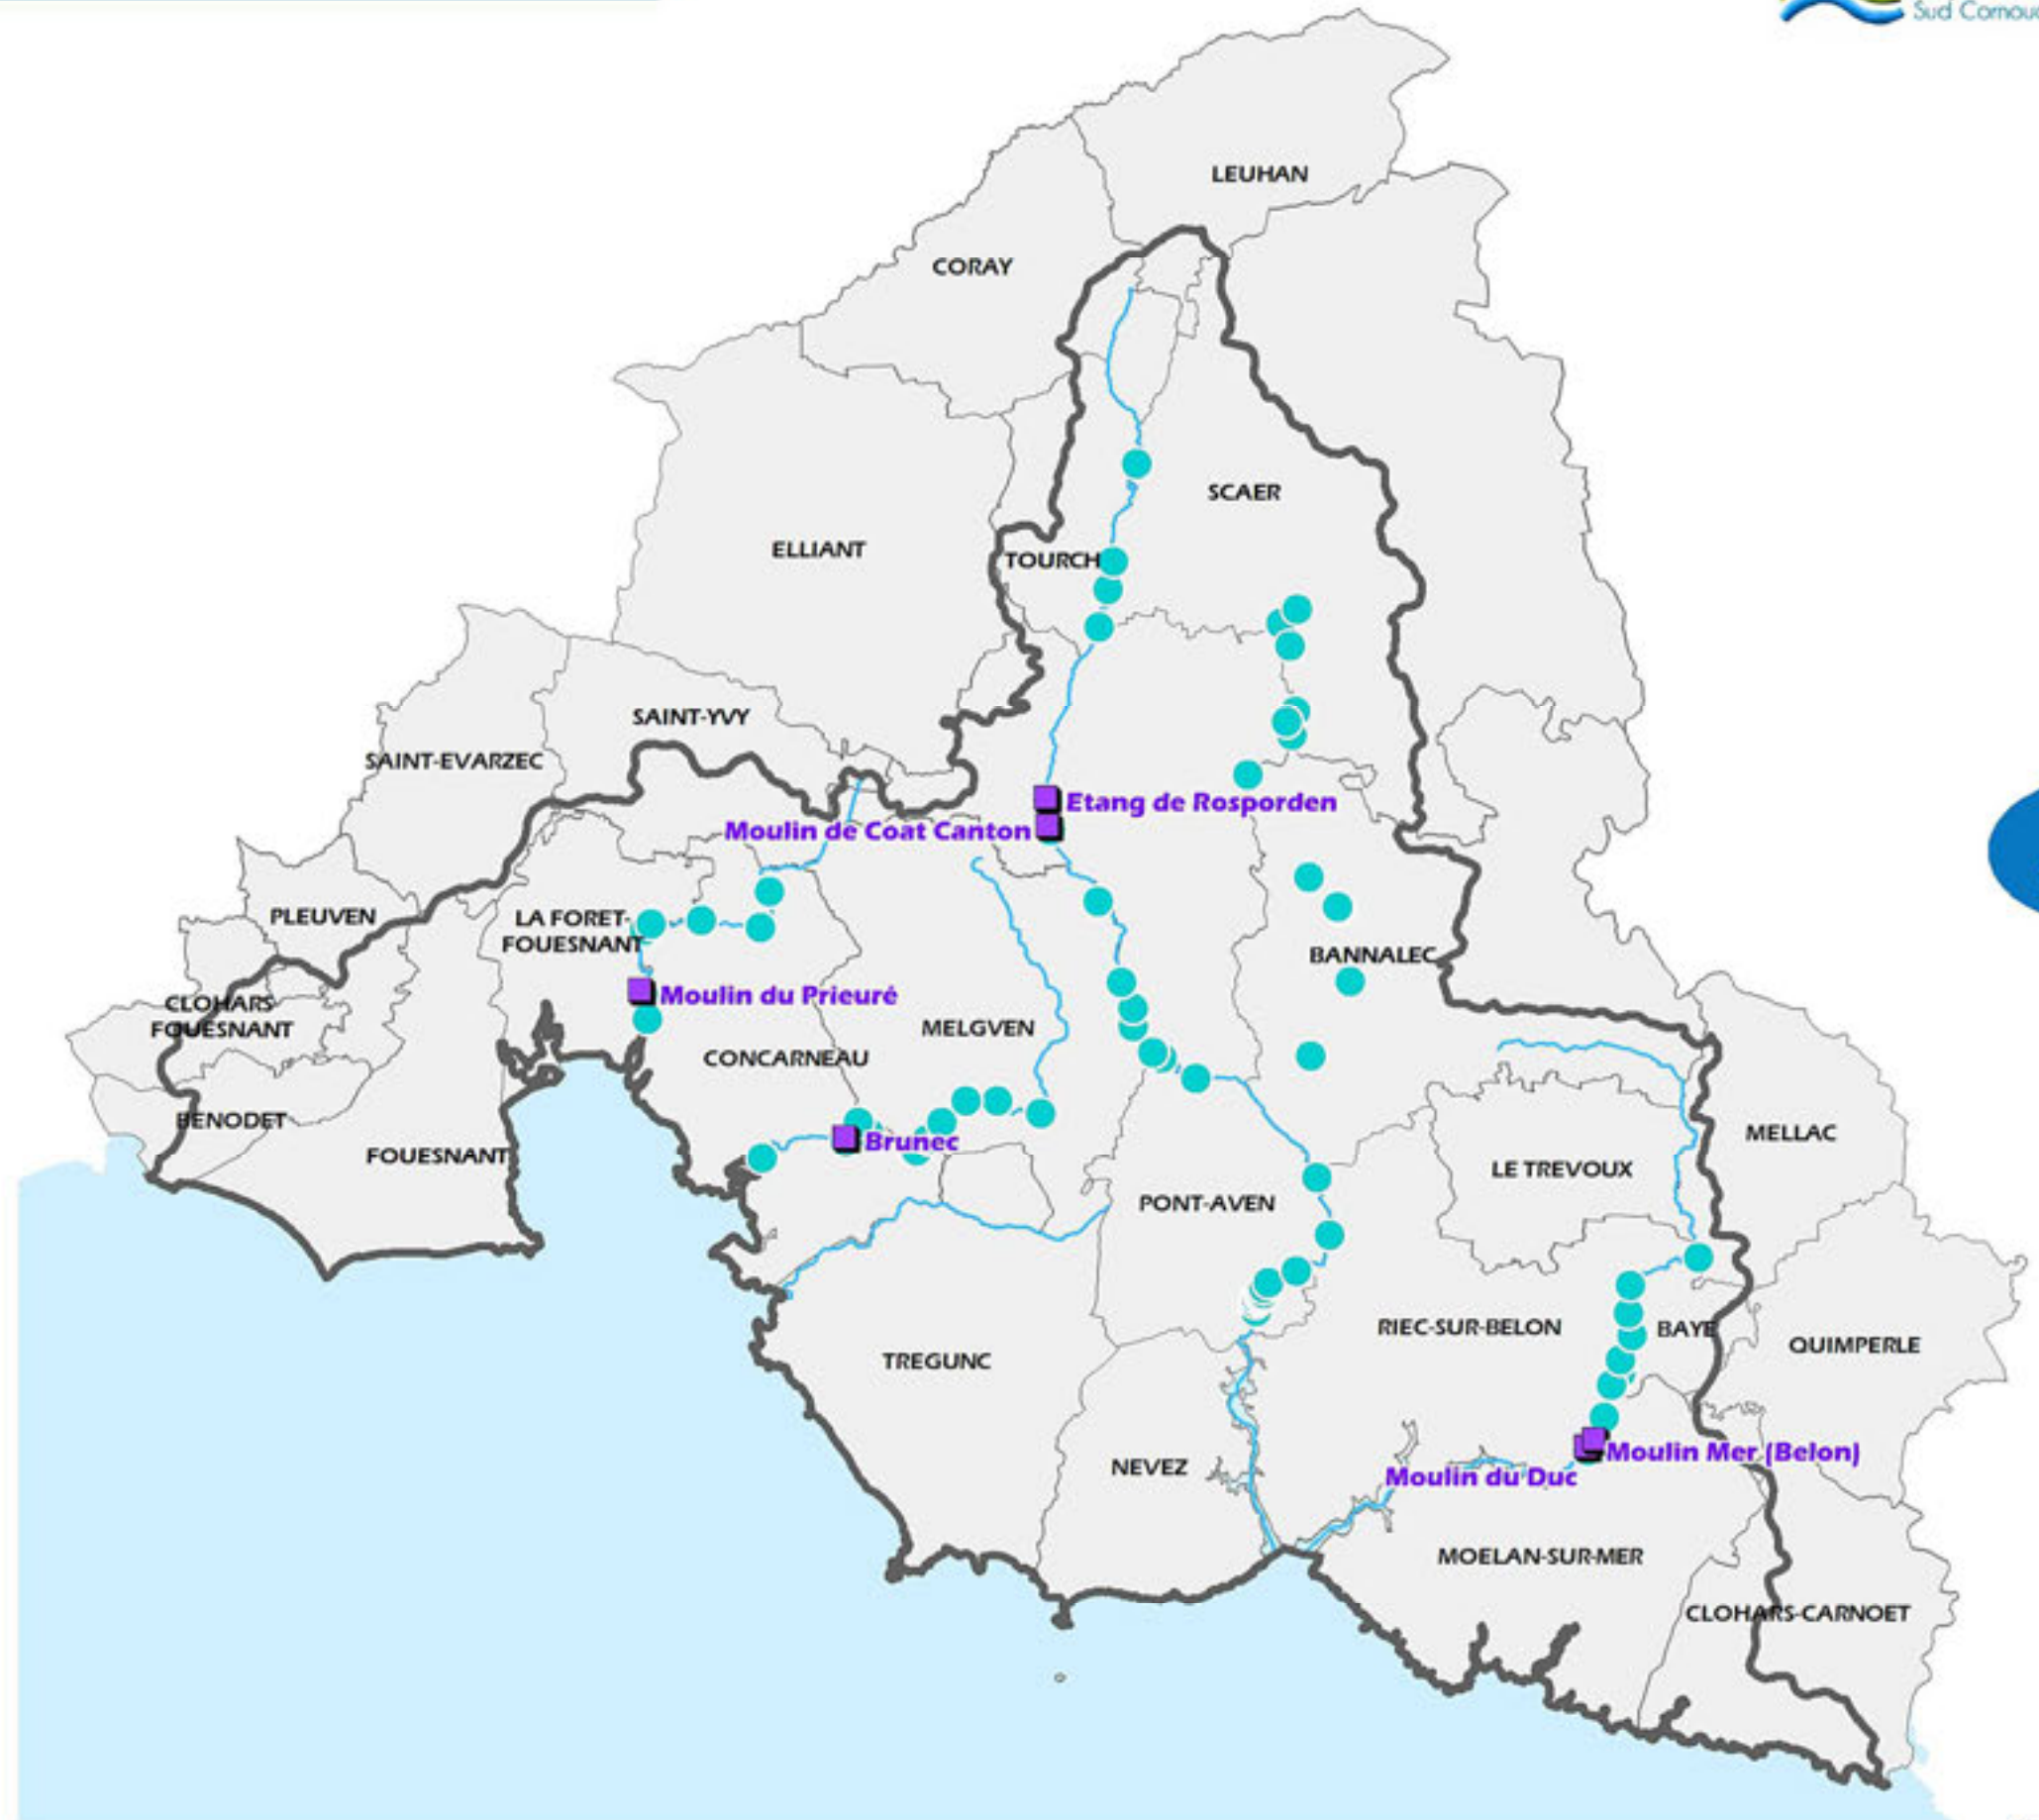 LEUHAN
CORAY
SCAER
ELLIANT
TOURCH
SAINT-YVY
SAINT-EVARZEC
Etang de Rosporden
Moulin de Coat Canton
PLEUVEN
LA FORET-
FOUESNANT
BANNALEC
Moulin du Prieuré
CLOHARS
FOUESNANT
MELGVEN
CONCARNEAU
BENODET
FOUESNANT
Brunec
MELLAC
LE TREVOUX
PONT-AVEN
RIEC-SUR-BELON
BAYE
QUIMPERLE
TREGUNC
NEVEZ
Moulin Mer (Belon)
Moulin du Duc
MOELAN-SUR-MER
CLOHARS-CARNOET